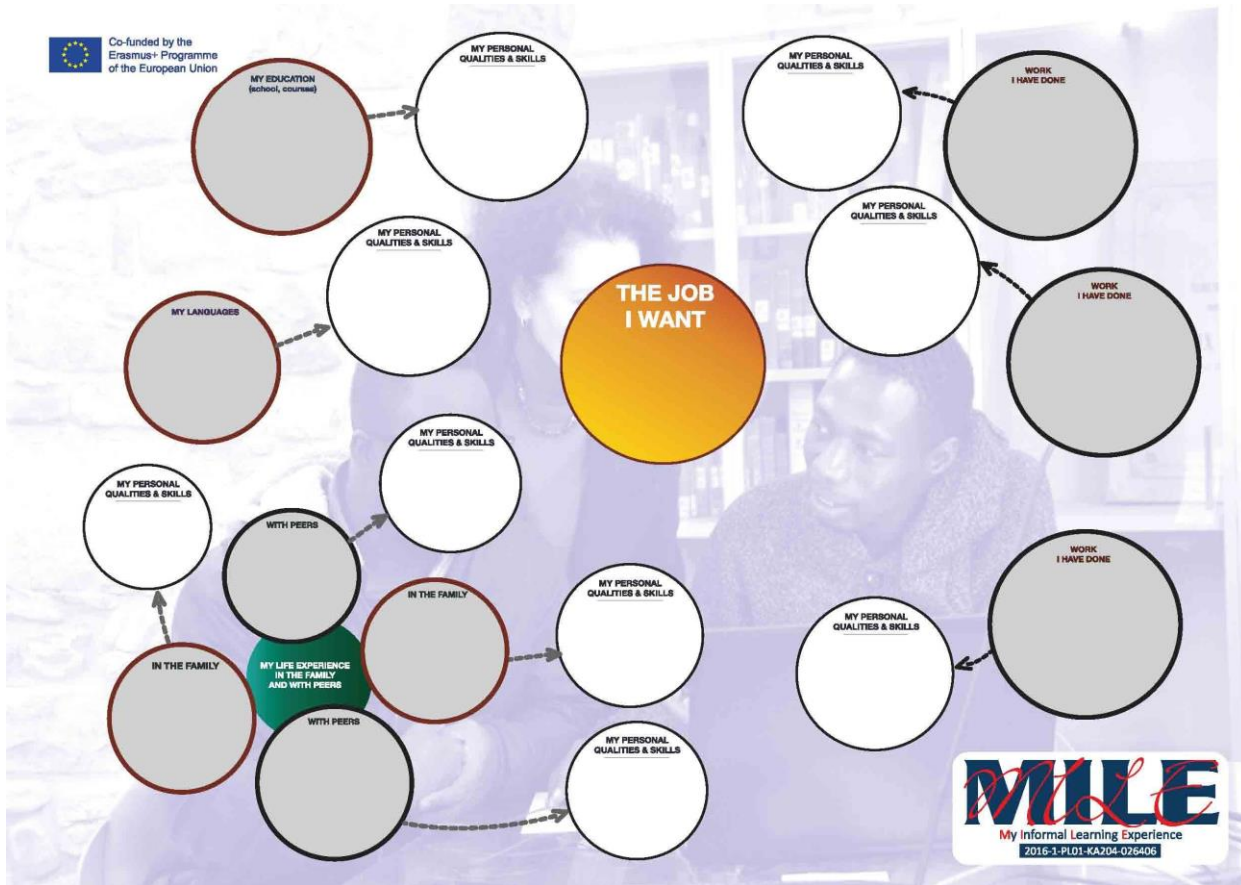 Co-funded by the
Erasmus+ Programme
of the European Union
MY EDUCATION
(school, courses)
MY PERSONAL
QUALITIES & SKILLS
MY PERSONAL
QUALITIES & SKILLS
WORK
I HAVE DONE
MY PERSONAL
QUALITIES & SKILLS
MY PERSONAL
QUALITIES & SKILLS
WORK
I HAVE DONE
MY LANGUAGES
THE JOB
I WANT
MY PERSONAL
QUALITIES & SKILLS
MY PERSONAL
QUALITIES & SKILLS
WITH PEERS
IN THE FAMILY
MY PERSONAL
QUALITIES & SKILLS
WORK
I HAVE DONE
MY PERSONAL
QUALITIES & SKILLS
IN THE FAMILY
MY LIFE EXPERIENCE
IN THE FAMILY
AND WITH PEERS
WITH PEERS
MY PERSONAL
QUALITIES & SKILLS
MILE
MILE
My Informal Learning Experience
2016-1-PL01-KA204-026406